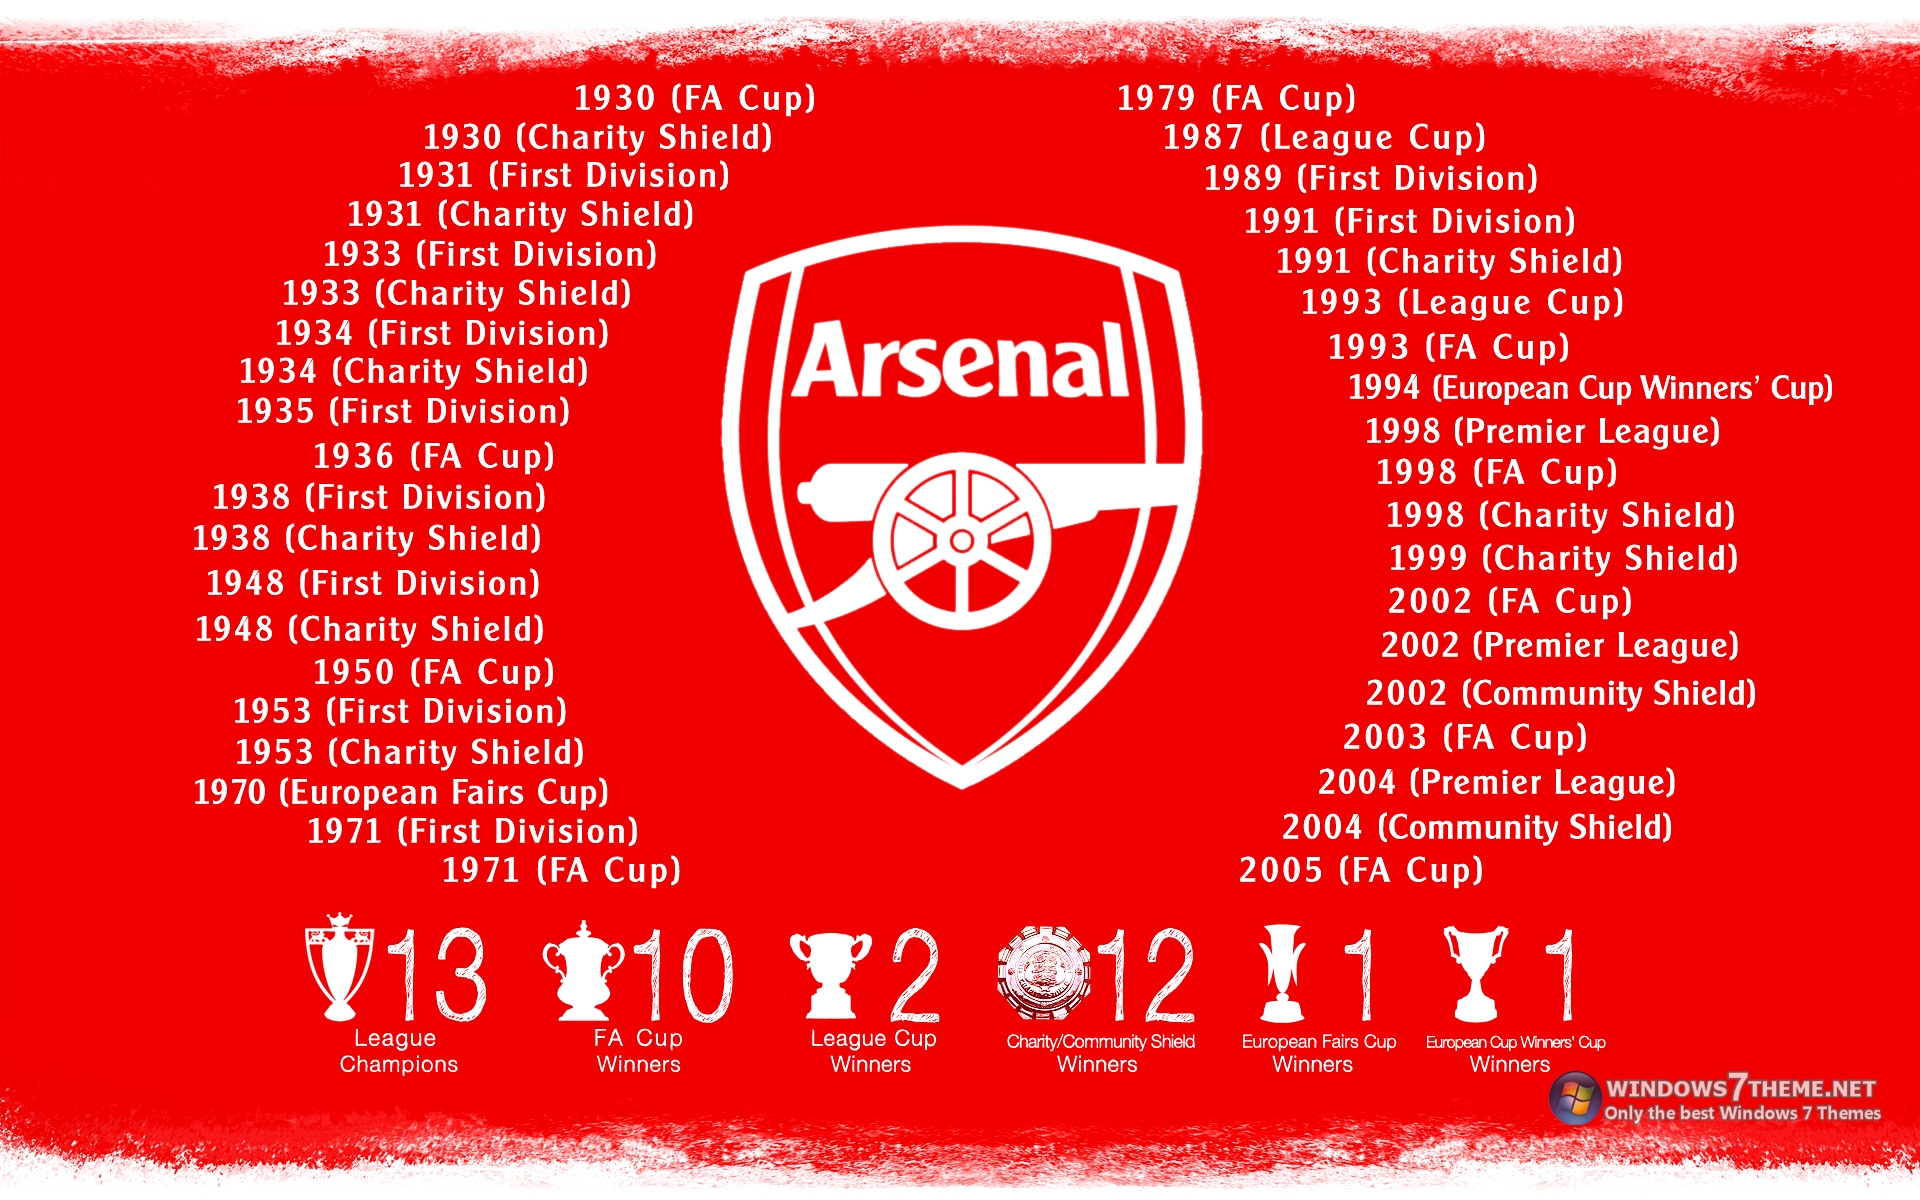 1930 (FA Cup)
1930 (Charity Shield)
1931 (First Division)
1931 (Charity Shield)
1933 (First Division)
1933 (Charity Shield)
1934 (First Division)
1934 (Charity Shield)
1935 (First Division)
1936 (FA Cup)
1938 (First Division)
1938 (Charity Shield)
1948 (First Division)
1948 (Charity Shield)
1950 (FA Cup)
1953 (First Division)
1953 (Charity Shield)
1970 (European Fairs Cup)
1971 (First Division)
1971 (FA Cup)
Arsenal
1979 (FA Cup)
1987 (League Cup)
1989 (First Division)
1991 (First Division)
1991 (Charity Shield)
1993 (League Cup)
1993 (FA Cup)
1994 (European Cup Winners’ Cup)
1998 (Premier League)
1998 (FA Cup)
1998 (Charity Shield)
1999 (Charity Shield)
2002 (FA Cup)
2002 (Premier League)
2002 (Community Shield)
2003 (FA Cup)
2004 (Premier League)
2004 (Community Shield)
2005 (FA Cup)
13
League
Champions
10
FA Cup
Winners
2
League Cup
Winners
12
Charity/Community Shield
Winners
1
European Fairs Cup
Winners
1
European Cup Winners' Cup
Winners
WINDOWS7THEME.NET
Only the best Windows 7 Themes